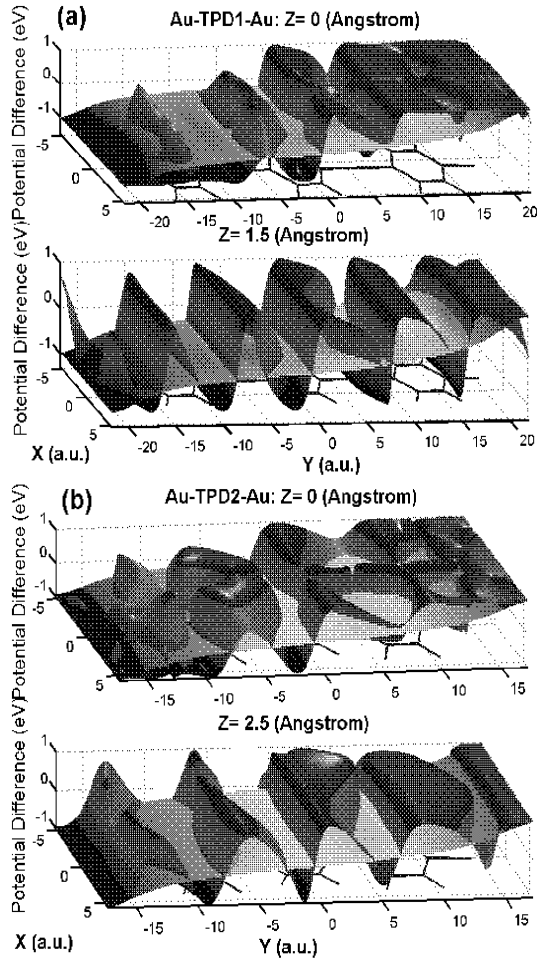 (a)
Au-TPD1-Au: Z= 0 (Angstrom)
Potential Difference (eV)
1
0
-1
-5
0
5
-20 -15 -10 -5 0 5 10 15 20
Z= 1.5 (Angstrom)
Potential Difference (eV)
1
0
-1
-5
0
5
-20 -15 -10 -5 0 5 10 15 20
X (a.u.)
Y (a.u.)
(b)
Au-TPD2-Au: Z= 0 (Angstrom)
Potential Difference (eV)
1
0
-1
-5
0
5
-15 -10 -5 0 5 10 15
Z= 2.5 (Angstrom)
Potential Difference (eV)
1
0
-1
-5
0
5
-15 -10 -5 0 5 10 15
X (a.u.)
Y (a.u.)